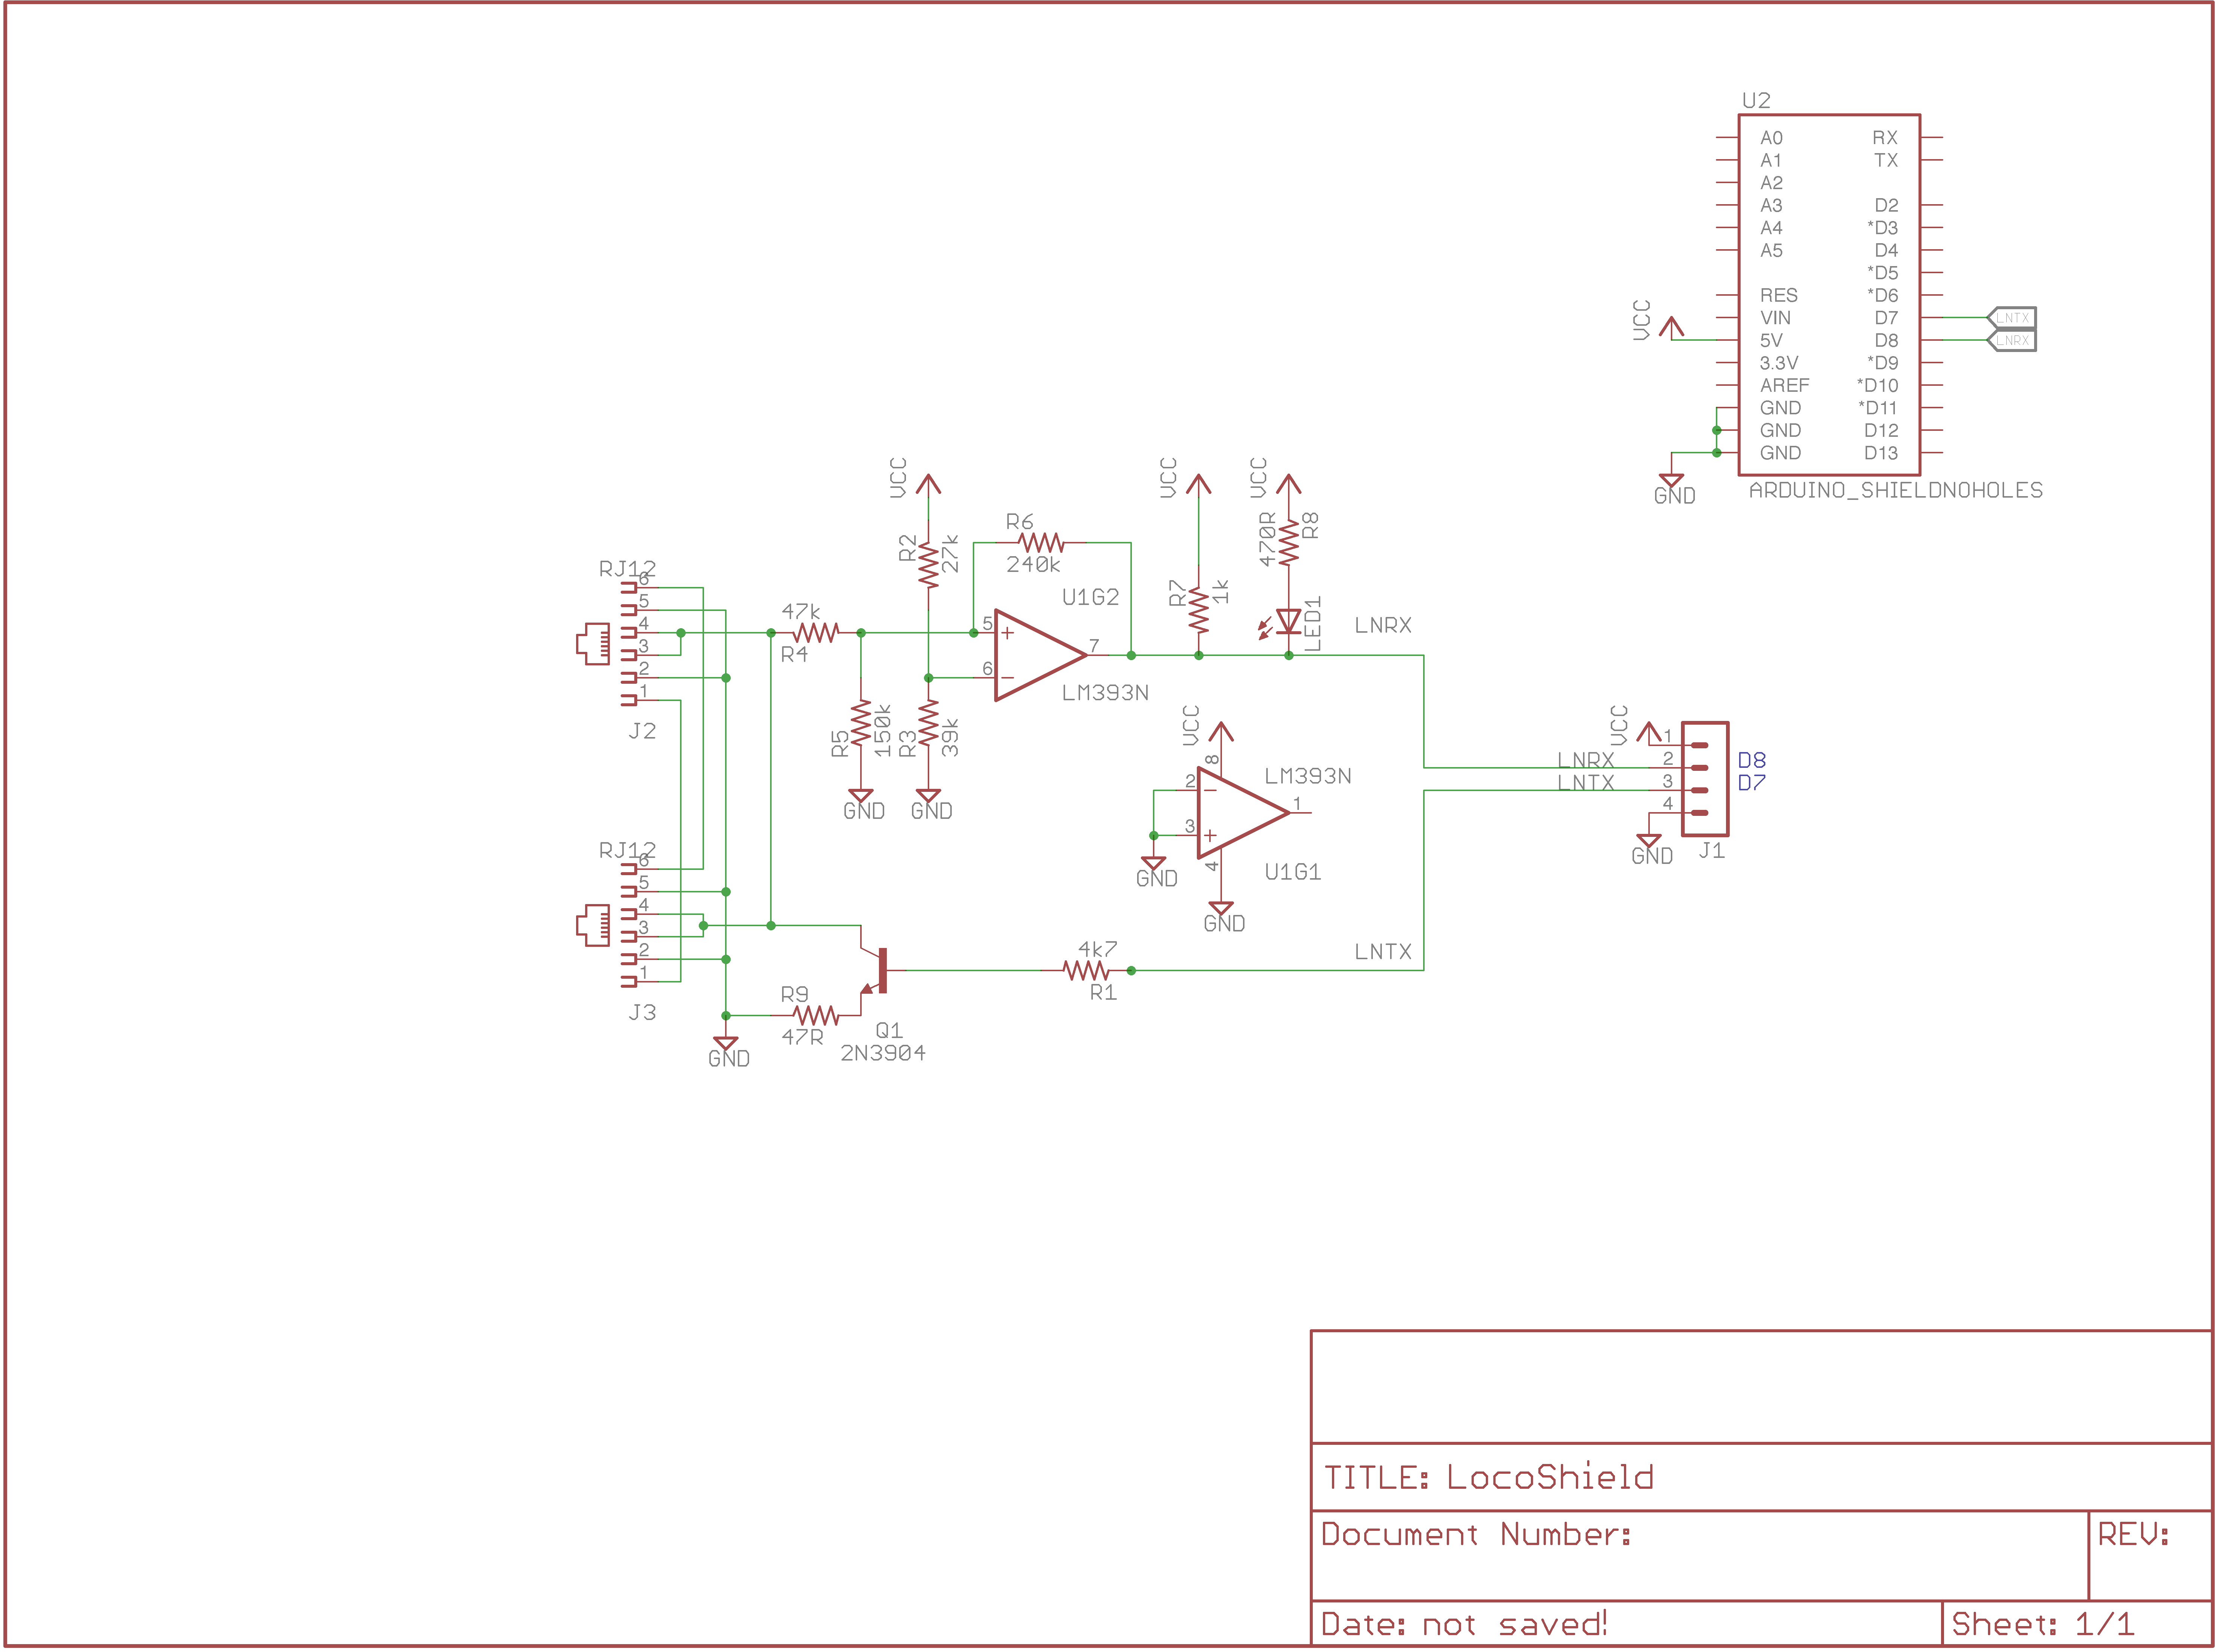 U2
A0 RX
A1 TX
A2
A3 D2
A4 *D3
A5 D4
*D5
RES *D6
VIN D7 LNTX
VCC 5V D8 LNRX
3.3V *D9
AREF *D10
GND *D11
GND D12
GND D13
GND
ARDUINO_SHIELDNOHOLES
VCC
VCC
VCC
R2
27k
R6
240k
470R
R8
RJ12
6
5
4
3
2
1
J2
47k
R4
U1G2
5 +
6 −
7
LM393N
R7
1k
LED1
LNRX
R5
150k
R3
39k
GND
GND
VCC
8
LM393N
2 −
3 +
1
4
U1G1
GND
GND
VCC
1
LNRX 2 D8
LNTX 3 D7
4
GND
J1
RJ12
6
5
4
3
2
1
J3
4k7
R1
LNTX
R9
47R
Q1
2N3904
GND
TITLE: LocoShield
Document Number:
REV:
Date: not saved!
Sheet: 1/1